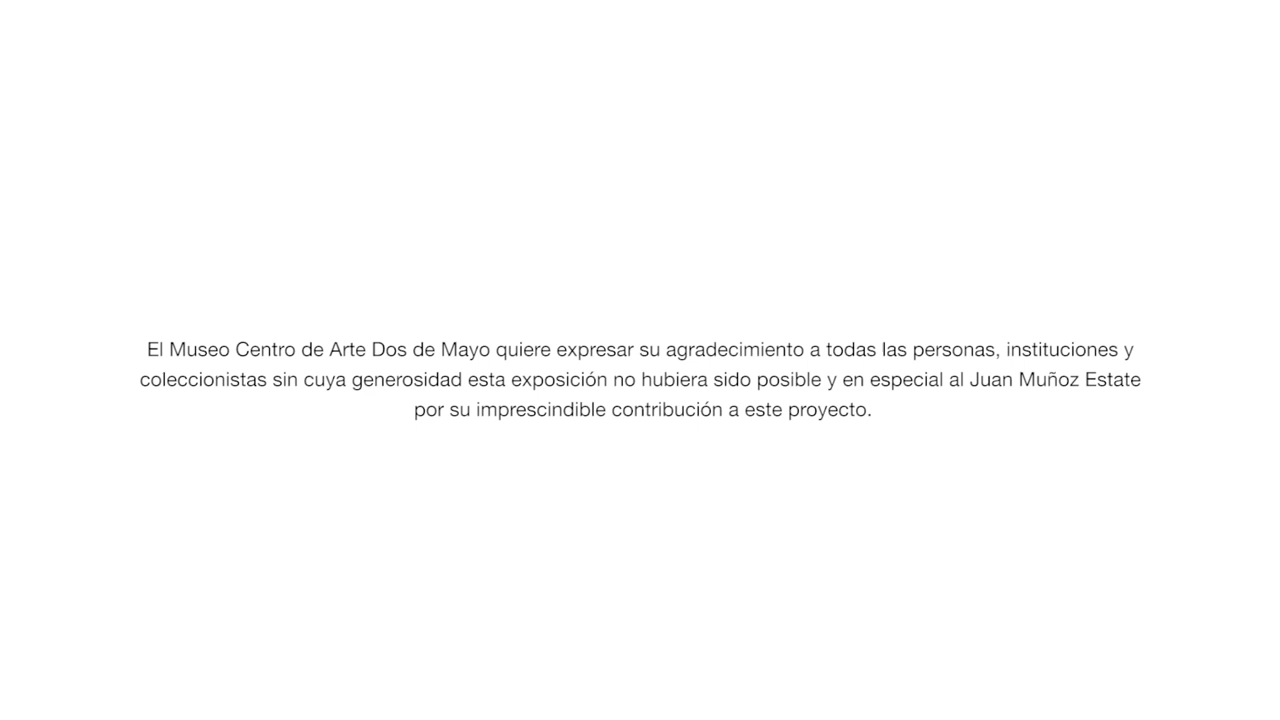 El Museo Centro de Arte Dos de Mayo quiere expresar su agradecimiento a todas las personas, instituciones y
coleccionistas sin cuya generosidad esta exposición no hubiera sido posible y en especial al Juan Muñoz Estate
por su imprescindible contribución a este proyecto.